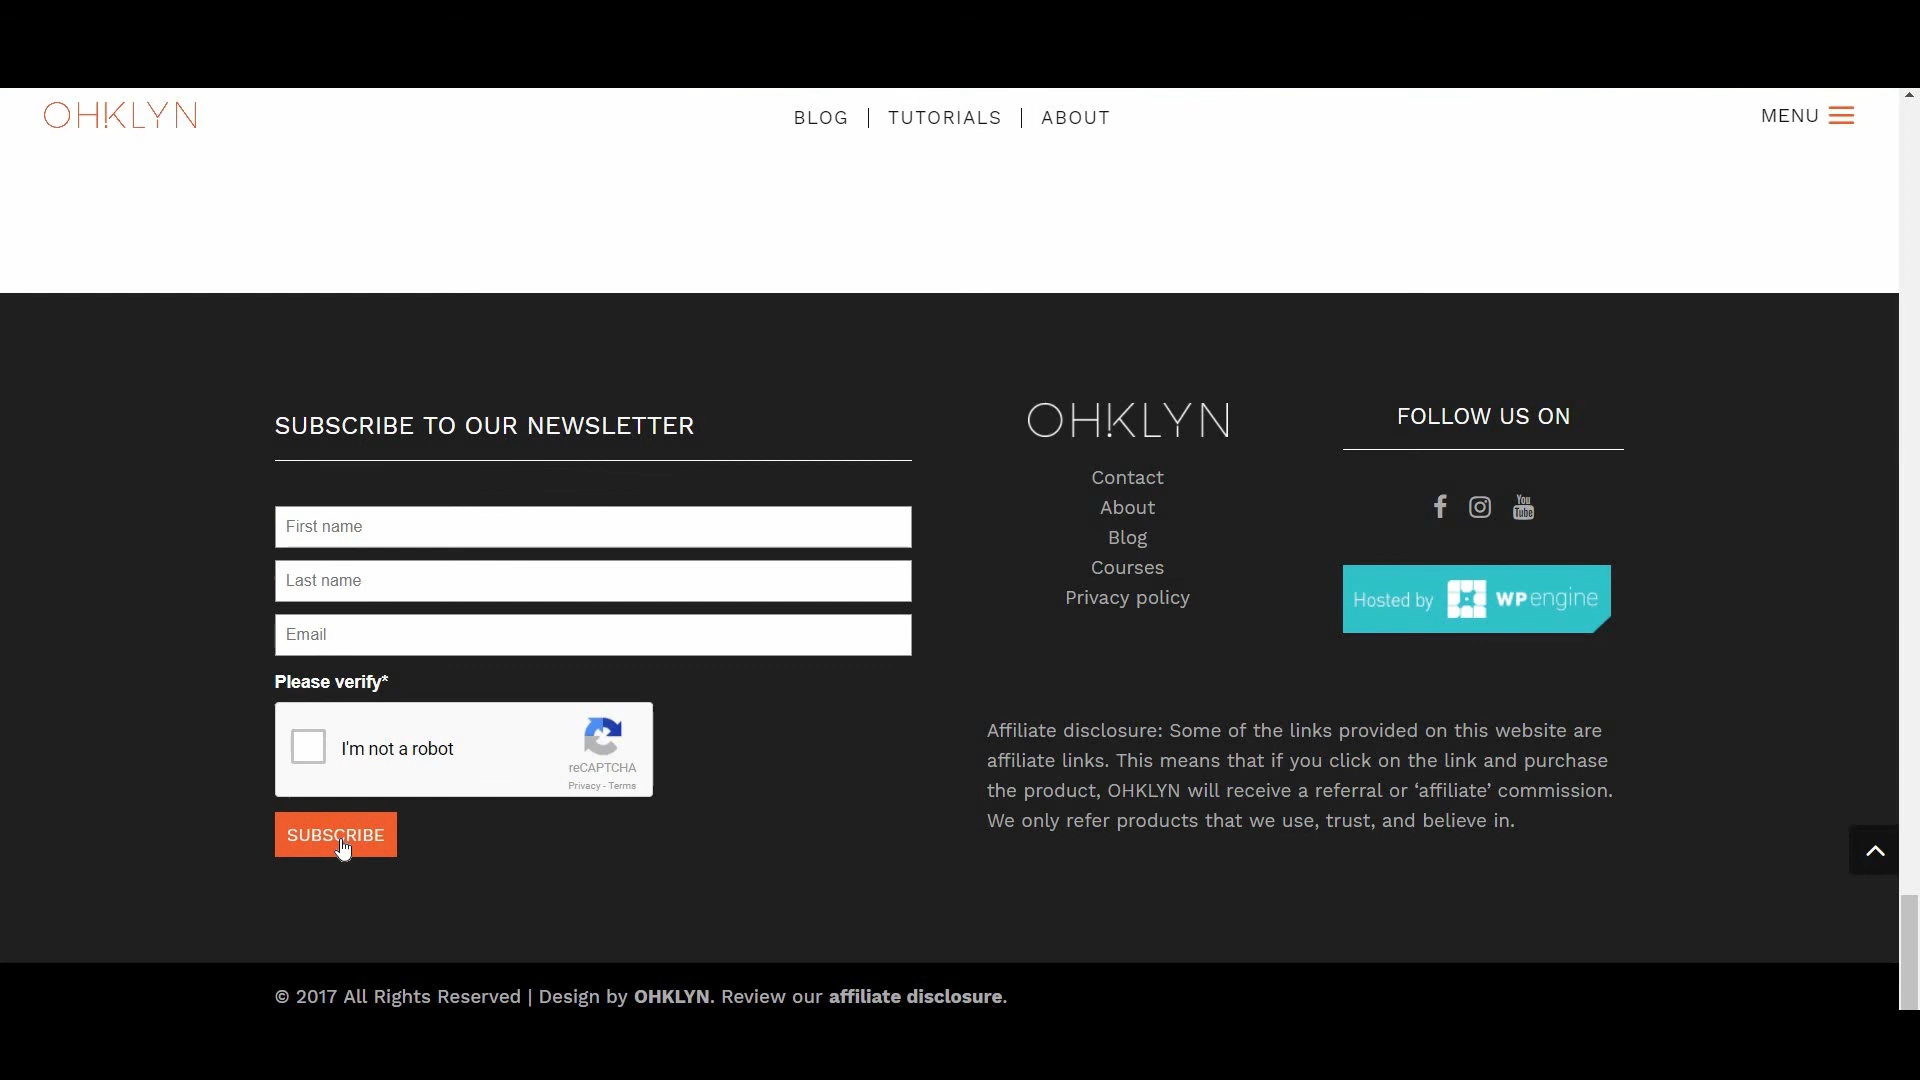 OHKLYN
BLOG | TUTORIALS | ABOUT
MENU
SUBSCRIBE TO OUR NEWSLETTER
First name
Last name
Email
Please verify*
I'm not a robot
reCAPTCHA
Privacy - Terms
SUBSCRIBE
OHKLYN
Contact
About
Blog
Courses
Privacy policy
FOLLOW US ON
You
Tube
Hosted by WP engine
Affiliate disclosure: Some of the links provided on this website are
affiliate links. This means that if you click on the link and purchase
the product, OHKLYN will receive a referral or ‘affiliate’ commission.
We only refer products that we use, trust, and believe in.
© 2017 All Rights Reserved | Design by OHKLYN. Review our affiliate disclosure.